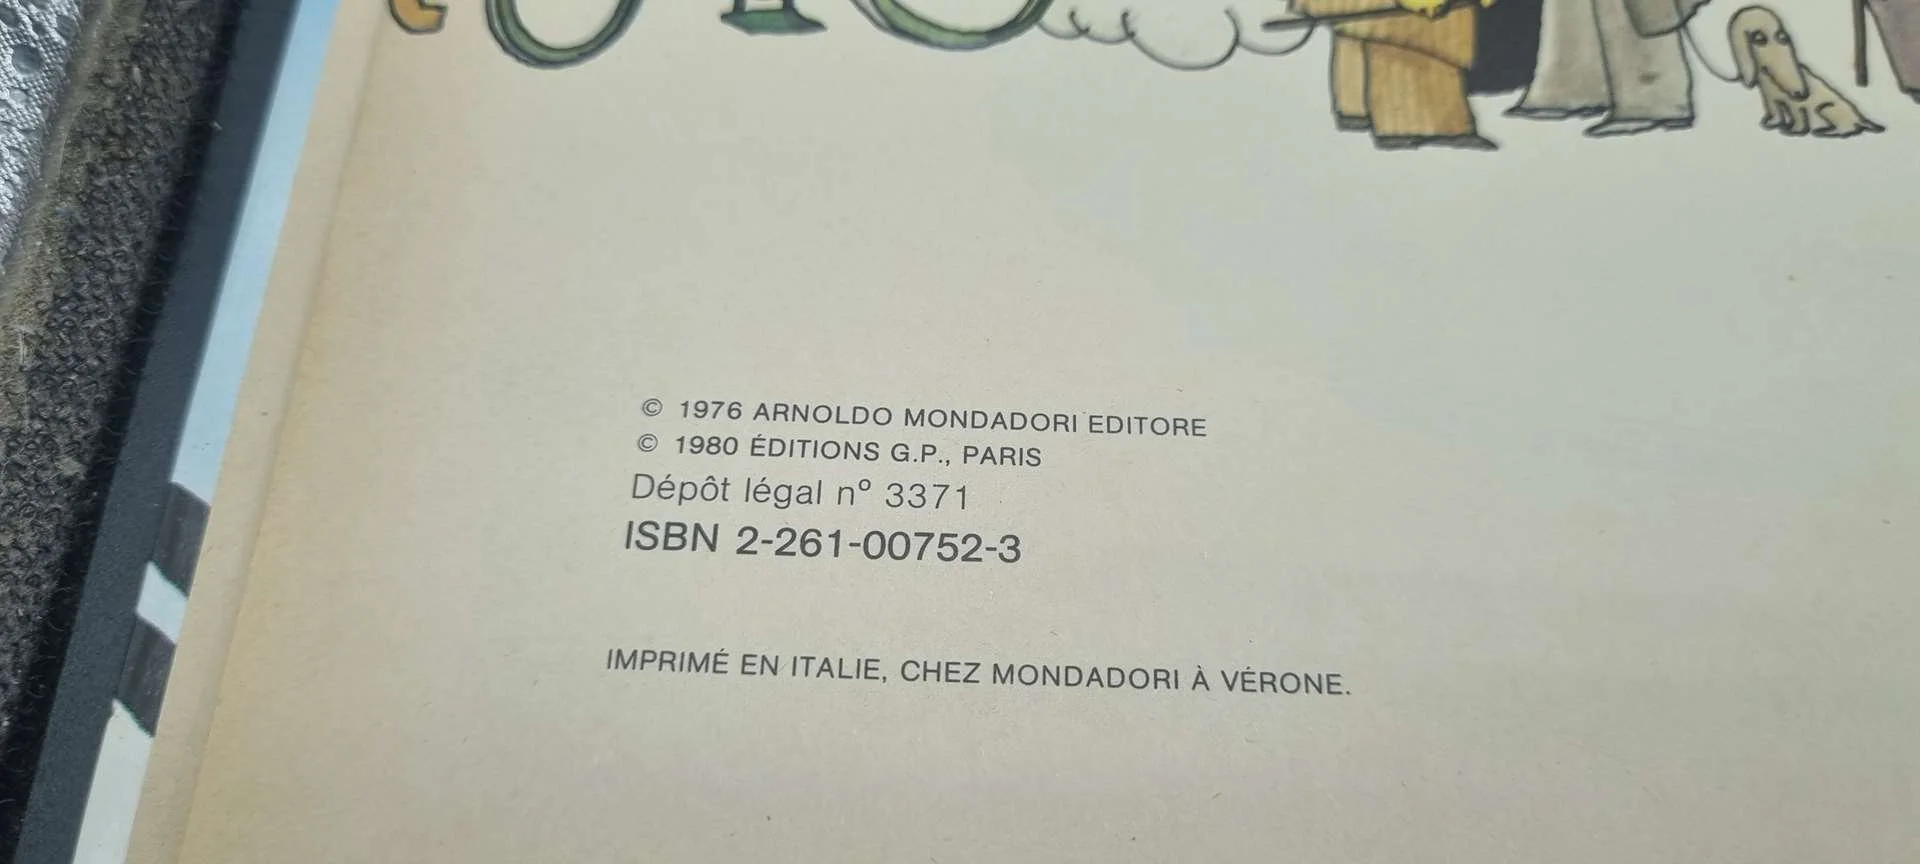 © 1976 ARNOLDO MONDADORI EDITORE
© 1980 ÉDITIONS G.P., PARIS
Dépôt légal nº 3371
ISBN 2-261-00752-3
IMPRIMÉ EN ITALIE, CHEZ MONDADORI À VÉRONE.